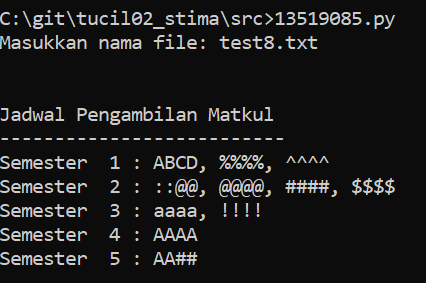 C:\git\tucil02_stima\src>13519085.py
Masukkan nama file: test8.txt
Jadwal Pengambilan Matkul
--------------------------
Semester  1 : ABCD, %%%%, ^^^^
Semester  2 : ::@@, @@@@, ####, $$$$
Semester  3 : aaaa, !!!!
Semester  4 : AAAA
Semester  5 : AA##